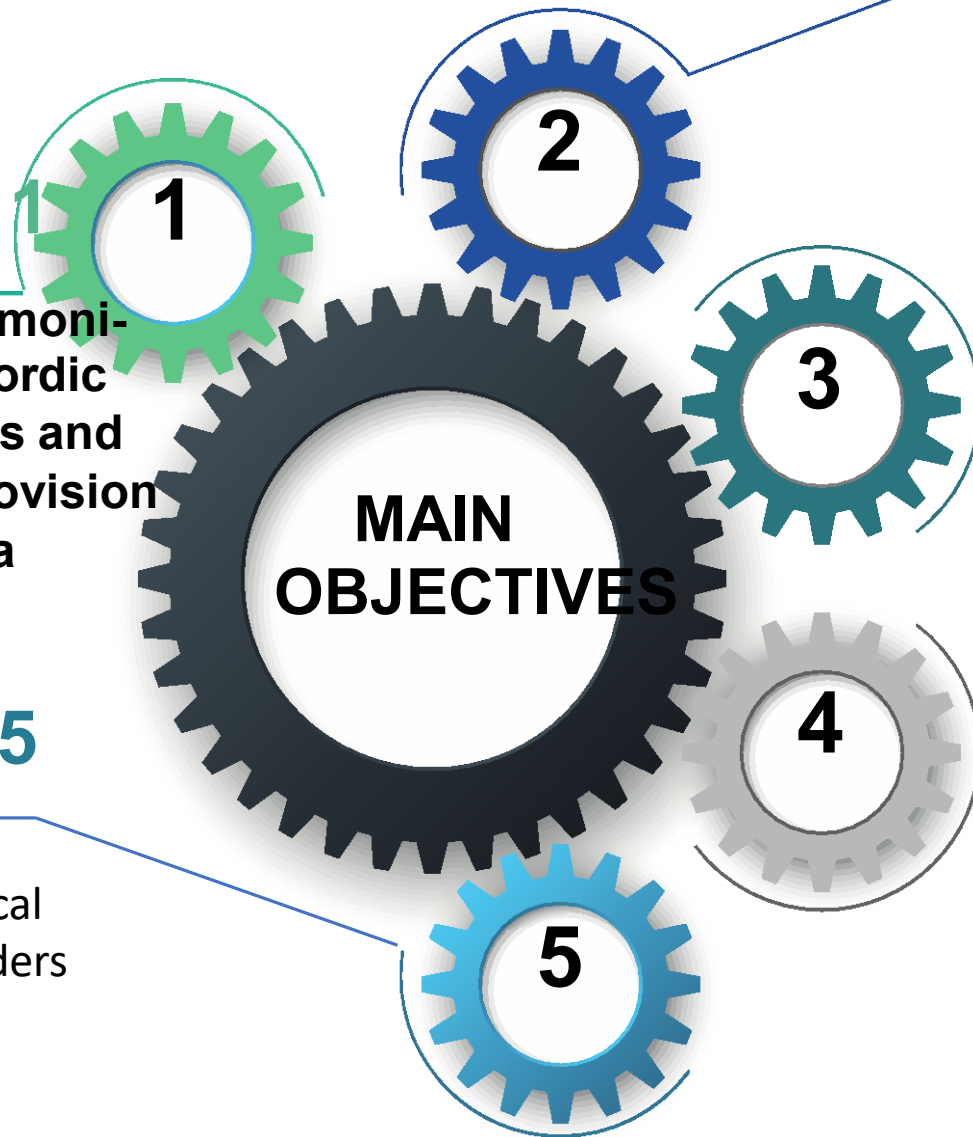 1
1
2
3
moni-
ordic
s and
ovision
a
MAIN
OBJECTIVES
4
5
cal
ders
5